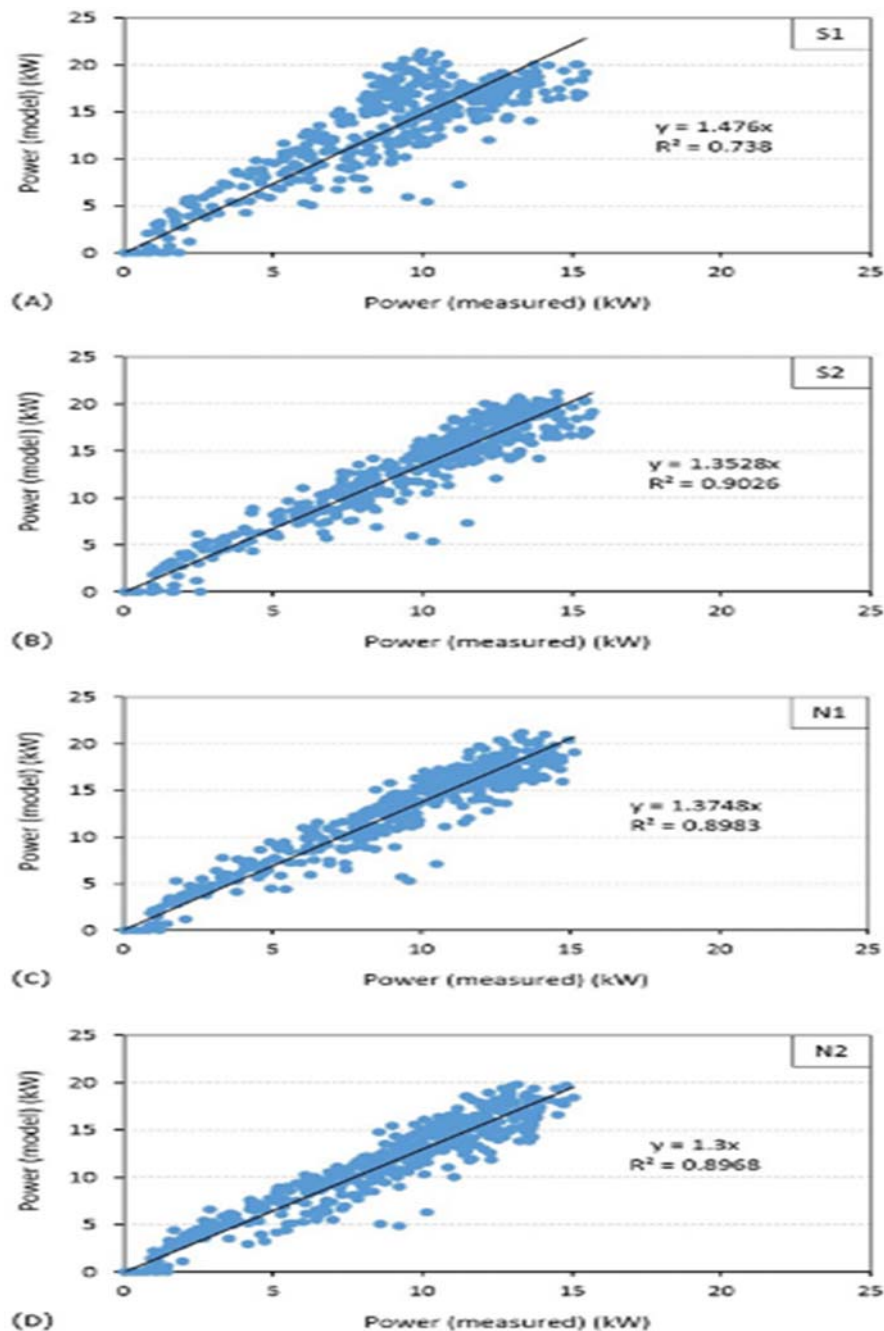 S1
25
20
15
10
5
0
Power (model) (kW)
y = 1.476x
R² = 0.738
0 5 10 15 20 25
(A) Power (measured) (kW)
S2
25
20
15
10
5
0
Power (model) (kW)
y = 1.3528x
R² = 0.9026
0 5 10 15 20 25
(B) Power (measured) (kW)
N1
25
20
15
10
5
0
Power (model) (kW)
y = 1.3748x
R² = 0.8983
0 5 10 15 20 25
(C) Power (measured) (kW)
N2
25
20
15
10
5
0
Power (model) (kW)
y = 1.3x
R² = 0.8968
0 5 10 15 20 25
(D) Power (measured) (kW)